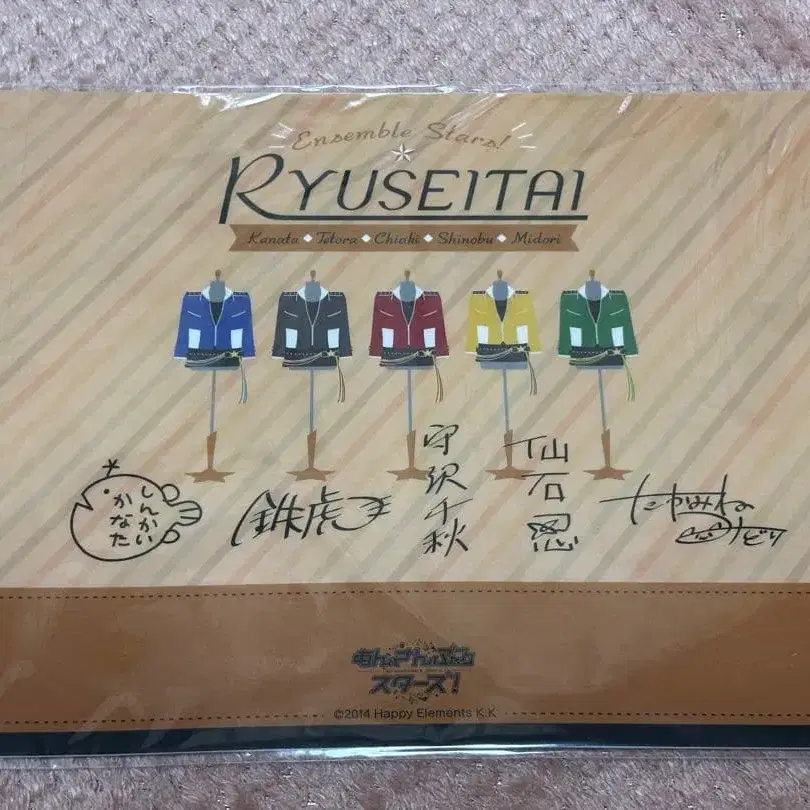 Ensemble Stars!
RYUSEITAI
Kanata ◆ Tetora ◆ Chiaki ◆ Shinobu ◆ Midori
しんかい
かなた
鉄虎
守沢千秋
仙石忍
たかみね
みどり
あんさんぶる
スターズ!
©2014 Happy Elements K.K